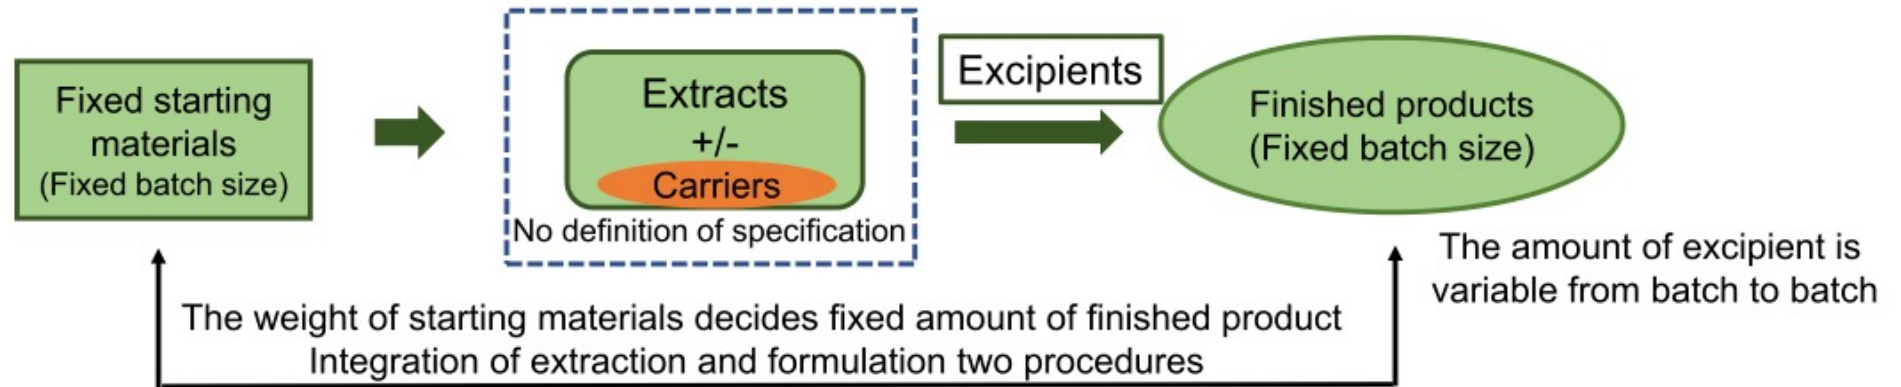 Fixed starting
materials
(Fixed batch size)
Extracts
+/-
Carriers
No definition of specification
Excipients
Finished products
(Fixed batch size)
The amount of excipient is
variable from batch to batch
The weight of starting materials decides fixed amount of finished product
Integration of extraction and formulation two procedures